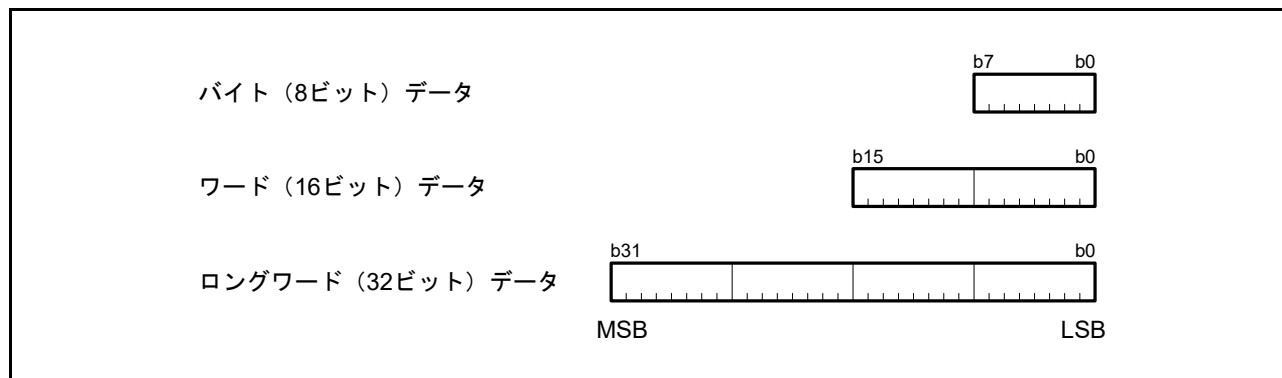 b7 b0
バイト（8ビット）データ
b15 b0
ワード（16ビット）データ
b31 b0
ロングワード（32ビット）データ
MSB LSB